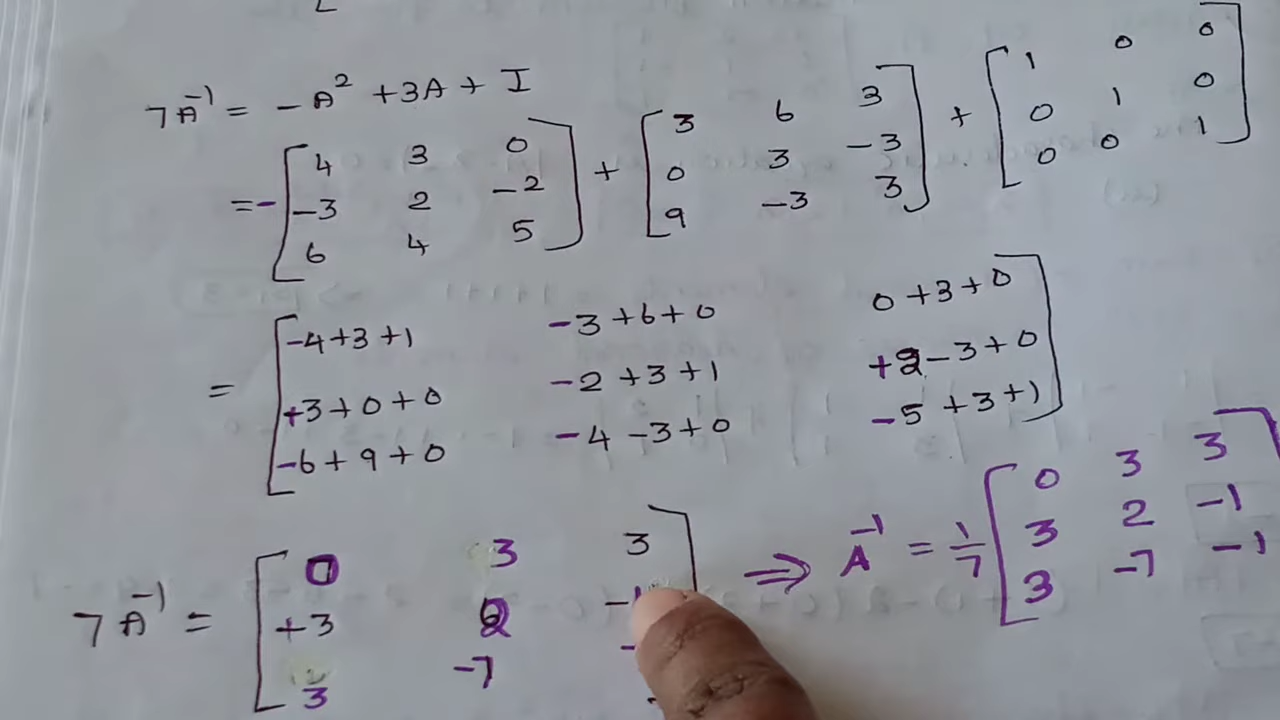 7A⁻¹ = -A² + 3A + I
= - [4 3 0; -3 2 -2; 6 4 5] + [3 6 3; 0 3 -3; 9 -3 3] + [1 0 0; 0 1 0; 0 0 1]
= [-4+3+1 -3+6+0 0+3+0; +3+0+0 -2+3+1 +2-3+0; -6+9+0 -4-3+0 -5+3+1]
7A⁻¹ = [0 3 3; +3 2 -1; 3 -7 -] ⇒ A⁻¹ = 1/7 [0 3 3; 3 2 -1; 3 -7 -1]